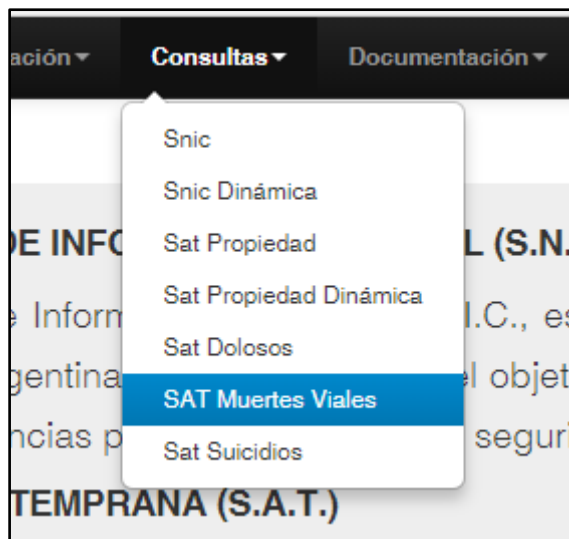 ación Consultas Documentación
Snic
Snic Dinámica
DE INFO L (S.N.
Sat Propiedad
Sat Propiedad Dinámica
e Inform I.C., es
Sat Dolosos
gentina l objet
SAT Muertes Viales
ncias p seguri
Sat Suicidios
TEMPRANA (S.A.T.)